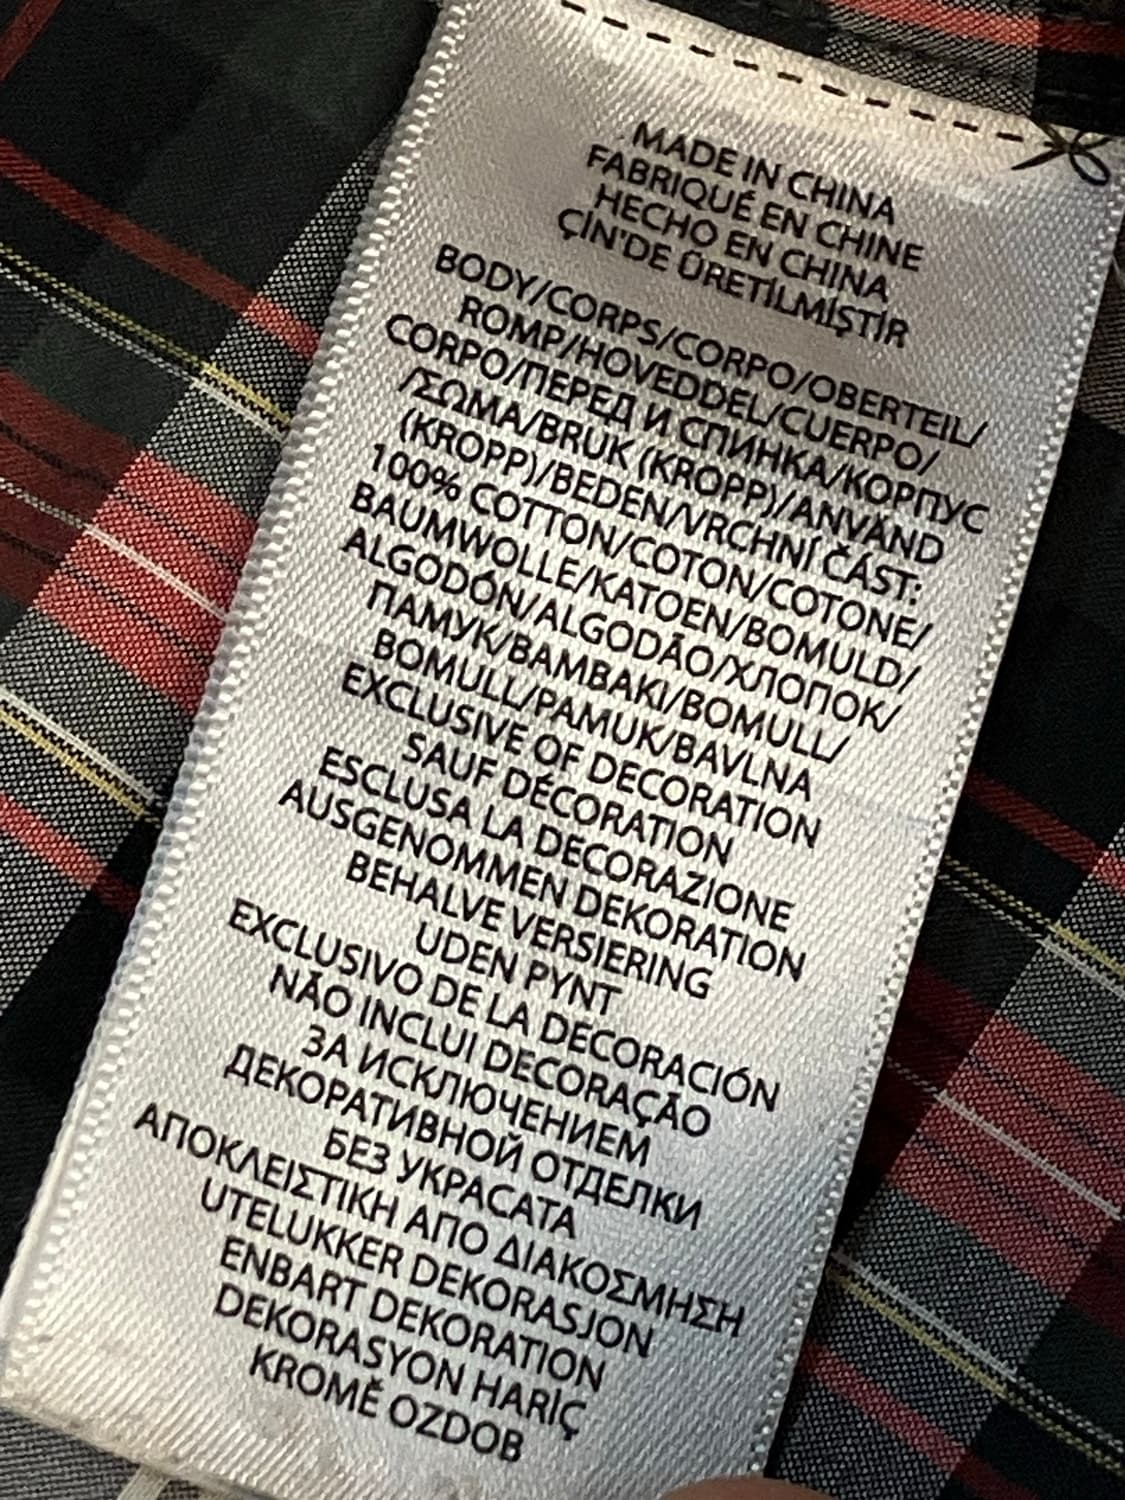 MADE IN CHINA
FABRIQUÉ EN CHINE
HECHO EN CHINA
ÇİN'DE ÜRETİLMİŞTİR
BODY/CORPS/CORPO/OBERTEIL/
ROMP/HOVEDDEL/CUERPO/
CORPO/ПЕРЕД И СПИНКА/КОРПУС
/ΣΩΜΑ/BRUK (KROPP)/ANVÄND
(KROPP)/BEDEN/VRCHNÍ ČÁST:
100% COTTON/COTON/COTONE/
BAUMWOLLE/KATOEN/BOMULD/
ALGODÓN/ALGODÃO/ХЛОПОК/
ПАМУК/ΒΑΜΒΑΚΙ/BOMULL/
BOMULL/PAMUK/BAVLNA
EXCLUSIVE OF DECORATION
SAUF DÉCORATION
ESCLUSA LA DECORAZIONE
AUSGENOMMEN DEKORATION
BEHALVE VERSIERING
UDEN PYNT
EXCLUSIVO DE LA DECORACIÓN
NÃO INCLUI DECORAÇÃO
ЗА ИСКЛЮЧЕНИЕМ
ДЕКОРАТИВНОЙ ОТДЕЛКИ
БЕЗ УКРАСАТА
ΑΠΟΚΛΕΙΣΤΙΚΗ ΑΠΟ ΔΙΑΚΟΣΜΗΣΗ
UTELUKKER DEKORASJON
ENBART DEKORATION
DEKORASYON HARİÇ
KROMĚ OZDOB